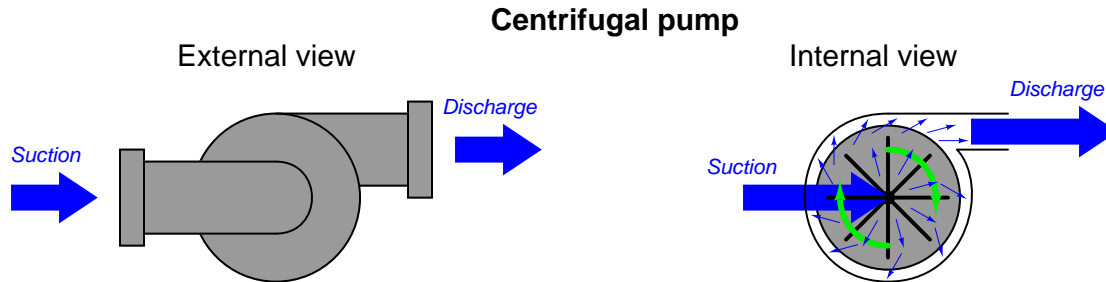 Centrifugal pump
External view
Internal view
Suction
Discharge
Suction
Discharge